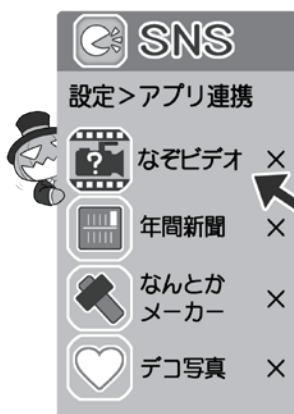 SNS
設定＞アプリ連携
? なぞビデオ ×
年間新聞 ×
なんとか
メーカー ×
デコ写真 ×